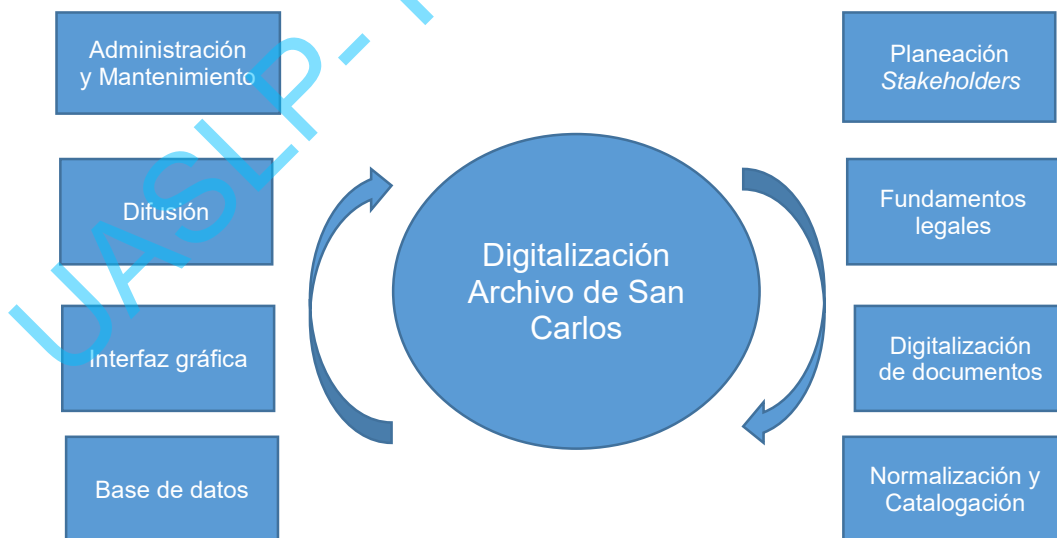 Administración
y Mantenimiento
Difusión
Interfaz gráfica
Base de datos
Digitalización
Archivo de San
Carlos
Planeación
Stakeholders
Fundamentos
legales
Digitalización
de documentos
Normalización y
Catalogación
UASLP-